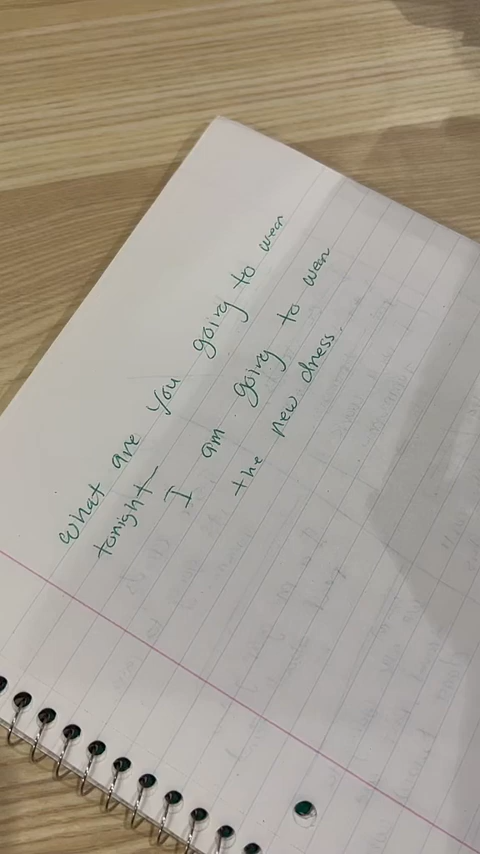 What are you going to wear
tonight
I am going to wear
the new dress.